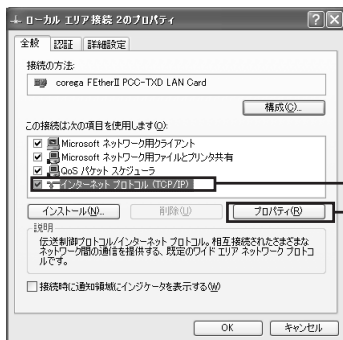 ローカル エリア接続 2のプロパティ
全般 認証 詳細設定
接続の方法:
corega FEtherII PCC-TXD LAN Card
構成(C)...
この接続は次の項目を使用します(O):
Microsoft ネットワーク用クライアント
Microsoft ネットワーク用ファイルとプリンタ共有
QoS パケット スケジューラ
インターネット プロトコル (TCP/IP)
インストール(N)... 削除(U) プロパティ(R)
説明
伝送制御プロトコル/インターネット プロトコル。相互接続されたさまざまな
ネットワーク間の通信を提供する、既定のワイド エリア ネットワーク プロトコ
ルです。
接続時に通知領域にインジケータを表示する(W)
OK キャンセル